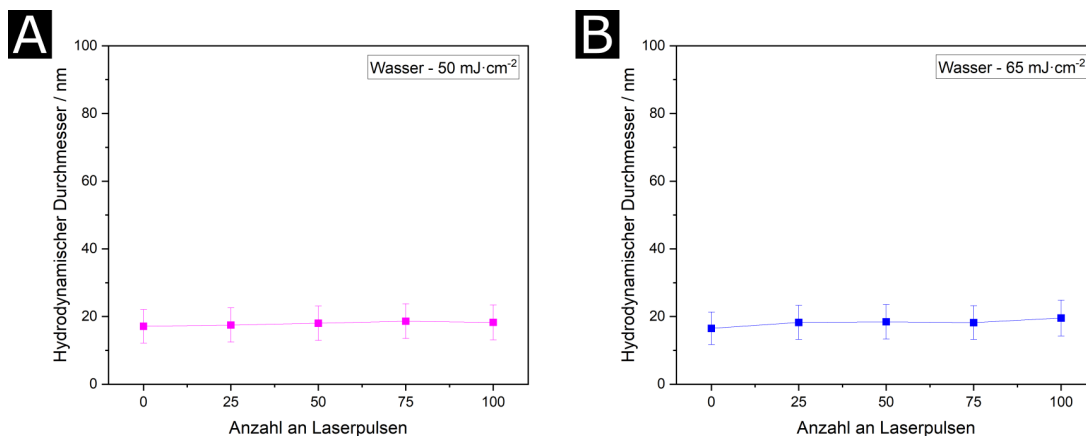 A
Hydrodynamischer Durchmesser / nm
100
80
60
40
20
0
Wasser - 50 mJ·cm⁻²
0 25 50 75 100
Anzahl an Laserpulsen
B
Hydrodynamischer Durchmesser / nm
100
80
60
40
20
0
Wasser - 65 mJ·cm⁻²
0 25 50 75 100
Anzahl an Laserpulsen